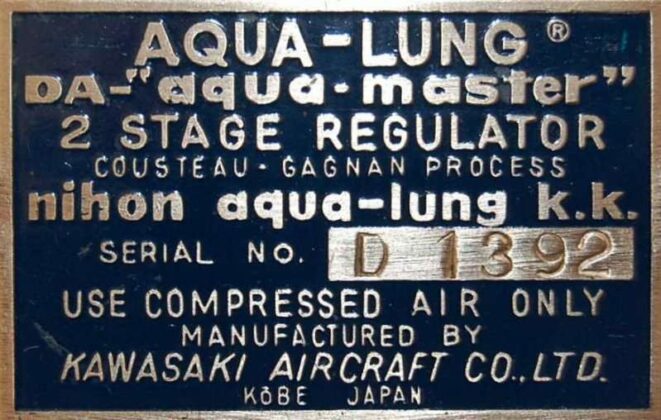 AQUA-LUNG ®
DA-"aqua-master"
2 STAGE REGULATOR
COUSTEAU-GAGNAN PROCESS
nihon aqua-lung k.k.
SERIAL NO. D 1392
USE COMPRESSED AIR ONLY
MANUFACTURED BY
KAWASAKI AIRCRAFT CO., LTD.
KŌBE JAPAN